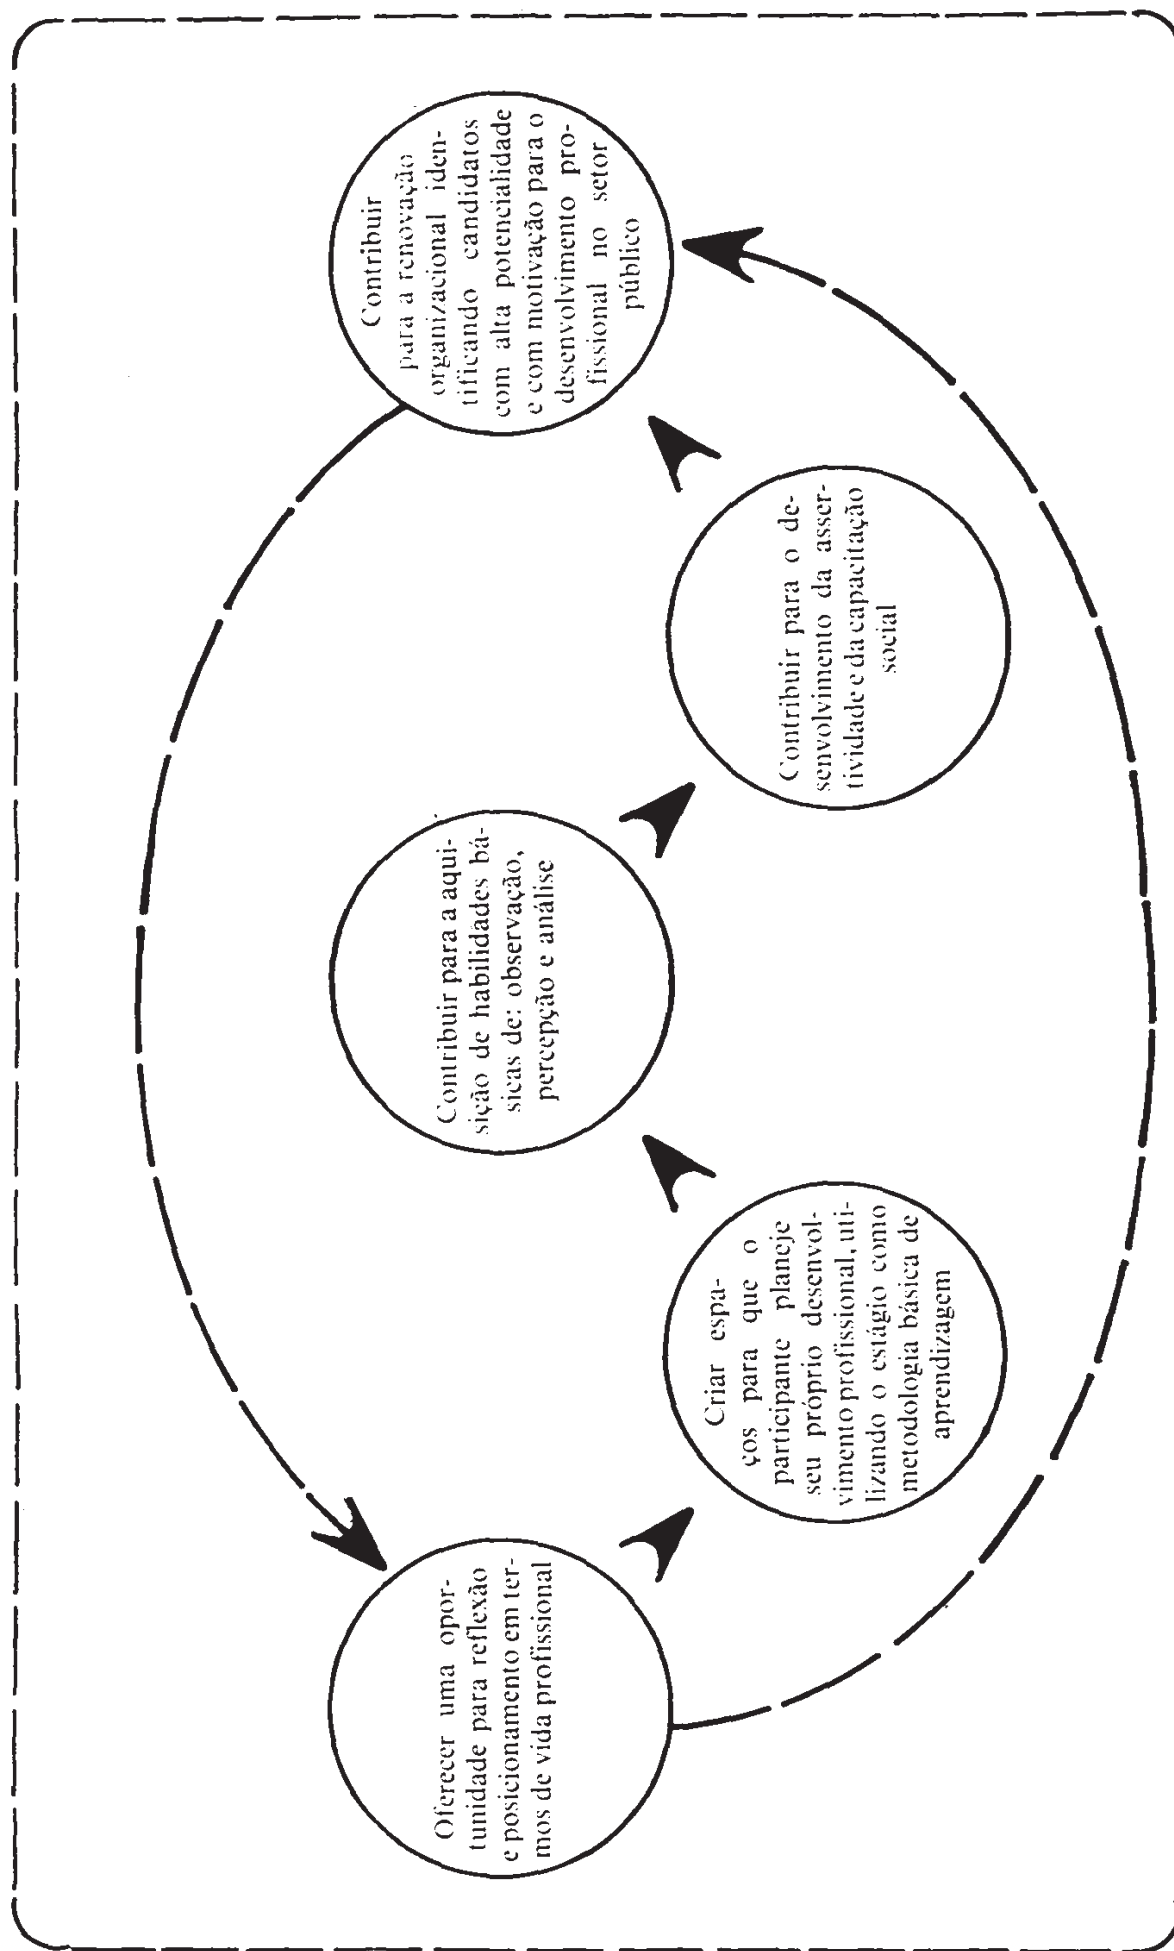 Oferecer uma opor-
tunidade para reflexão
e posicionamento em ter-
mos de vida profissional
Criar espa-
ços para que o
participante planeje
seu próprio desenvol-
vimento profissional, uti-
lizando o estágio como
metodologia básica de
aprendizagem
Contribuir para a aqui-
sição de habilidades bá-
sicas de: observação,
percepção e análise
Contribuir para o de-
senvolvimento da asser-
tividade e da capacitação
social
Contribuir
para a renovação
organizacional iden-
tificando candidatos
com alta potencialidade
e com motivação para o
desenvolvimento pro-
fissional no setor
público